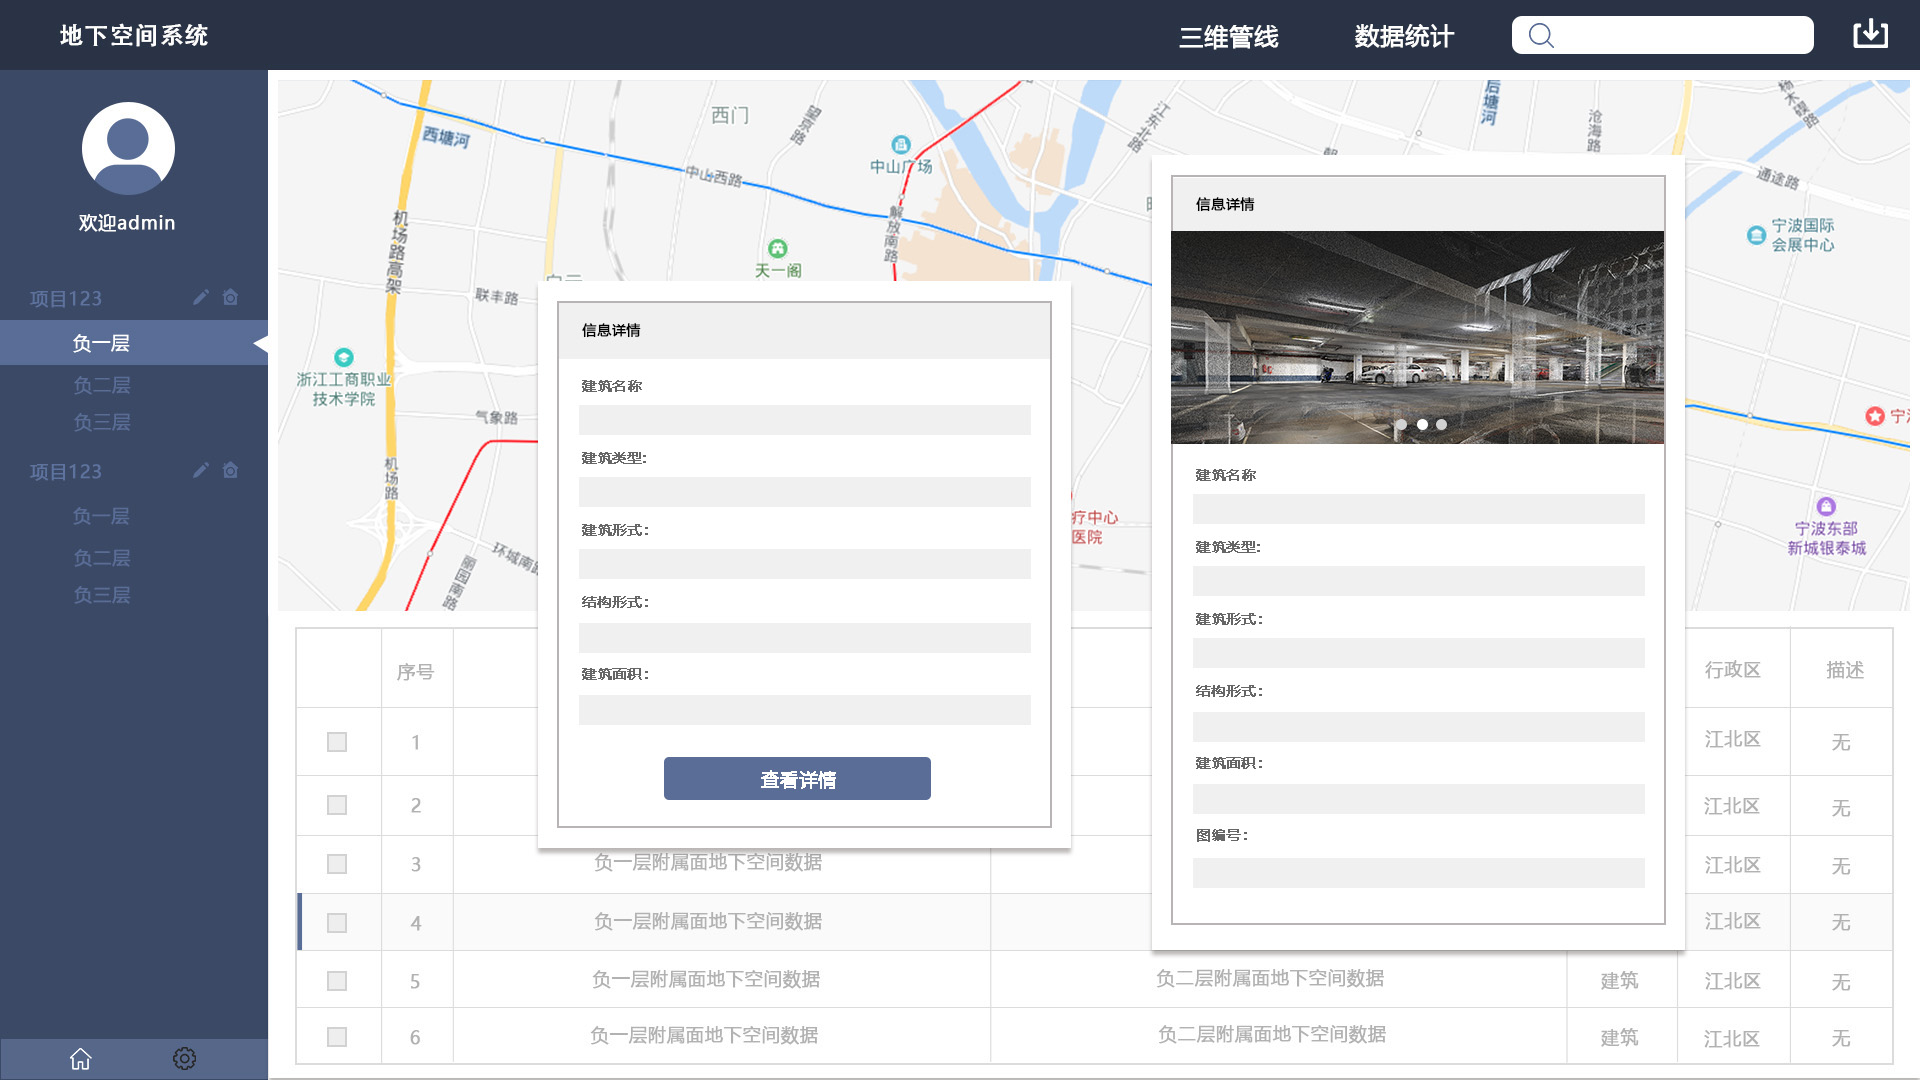 地下空间系统
三维管线
数据统计
欢迎admin
项目123
负一层
负二层
负三层
项目123
负一层
负二层
负三层
西塘河
西门
望京路
中山广场
中山西路
解放南路
江东北路
后塘河
沧海路
杨木碶路
通途路
宁波国际
会展中心
机场路高架
天一阁
联丰路
浙江工商职业
技术学院
气象路
机场路
环城南路
丽园南路
疗中心
医院
宁波东部
新城银泰城
信息详情
建筑名称
建筑类型:
建筑形式:
结构形式:
建筑面积:
查看详情
信息详情
建筑名称
建筑类型:
建筑形式:
结构形式:
建筑面积:
图编号:
序号
行政区
描述
1
江北区
无
2
江北区
无
3
负一层附属面地下空间数据
江北区
无
4
负一层附属面地下空间数据
江北区
无
5
负一层附属面地下空间数据
负二层附属面地下空间数据
建筑
江北区
无
6
负一层附属面地下空间数据
负二层附属面地下空间数据
建筑
江北区
无